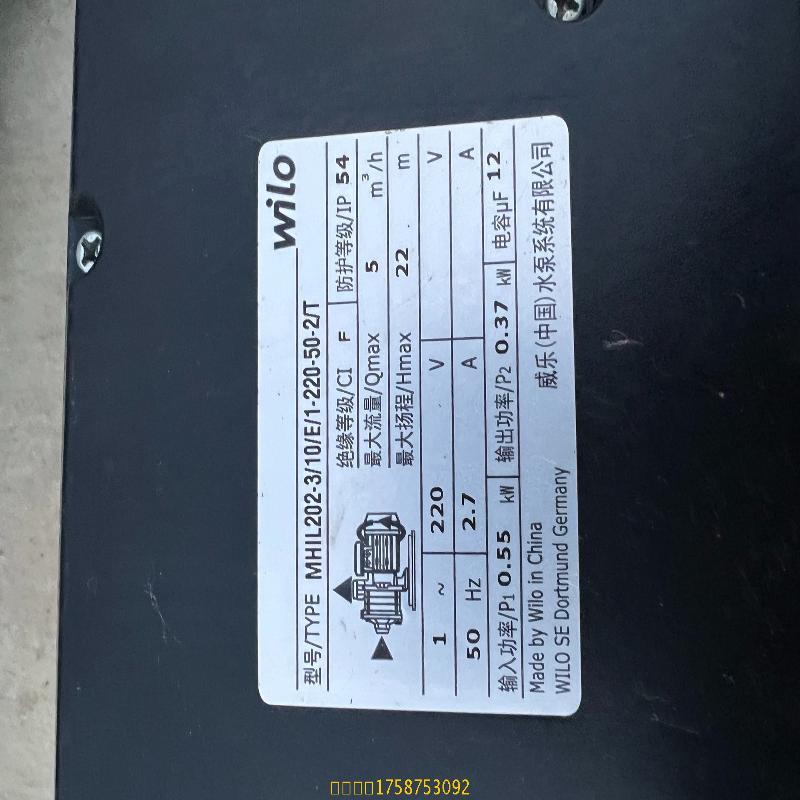 wilo
型号/TYPE MHIL202-3/10/E/1-220-50-2/T
绝缘等级/CI F 防护等级/IP 54
最大流量/Qmax 5 m³/h
最大扬程/Hmax 22 m
1 ~ 220 V V
50 Hz 2.7 A A
输入功率/P1 0.55 kW 输出功率/P2 0.37 kW 电容µF 12
Made by Wilo in China 威乐(中国)水泵系统有限公司
WILO SE Dortmund Germany
1758753092